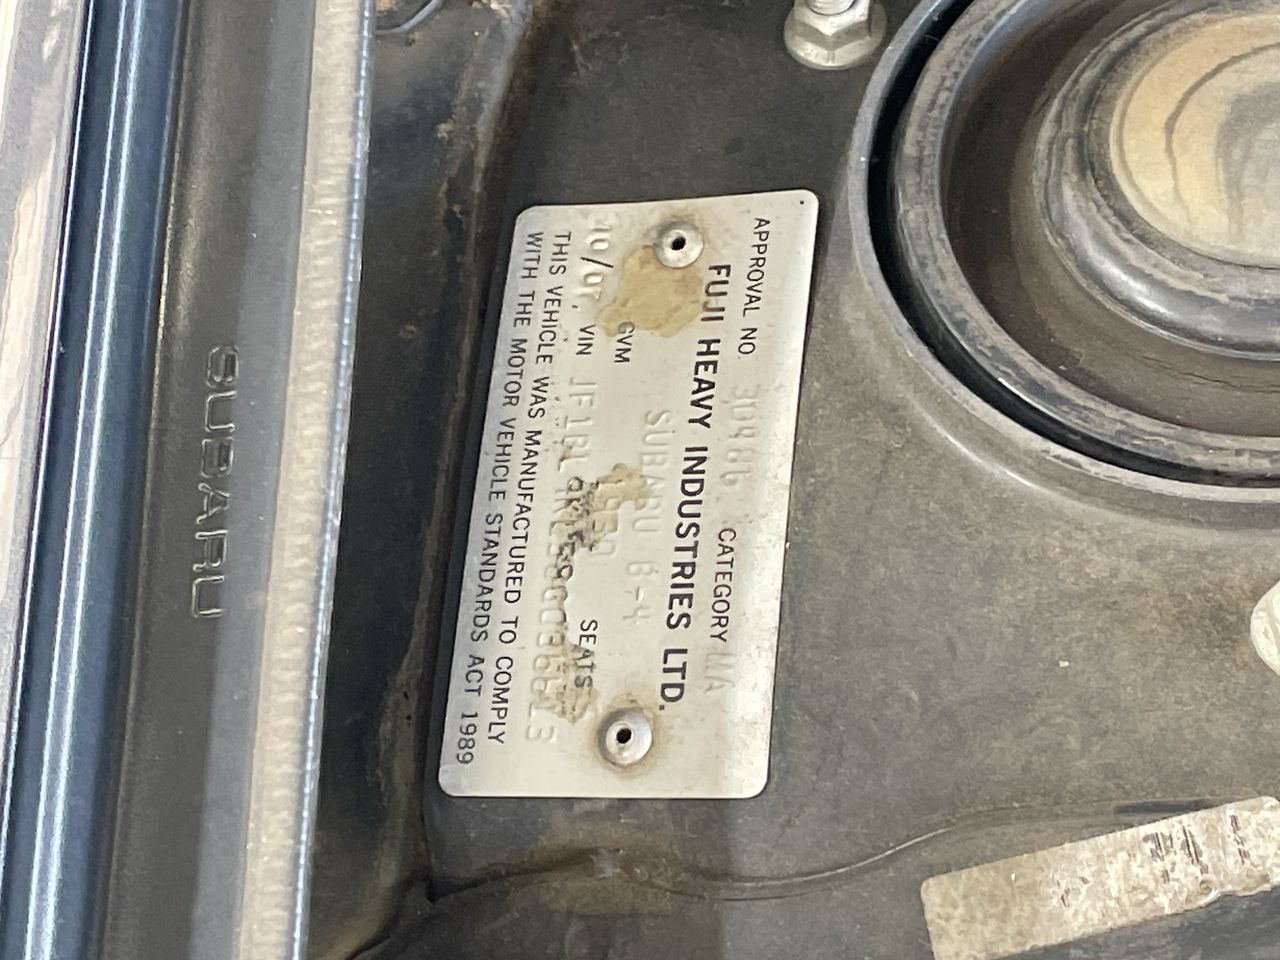 APPROVAL NO. 30486 CATEGORY MA
FUJI HEAVY INDUSTRIES LTD.
SUBARU B-4
GVM
SEATS
10/07 VIN
THIS VEHICLE WAS MANUFACTURED TO COMPLY
WITH THE MOTOR VEHICLE STANDARDS ACT 1989
SUBARU